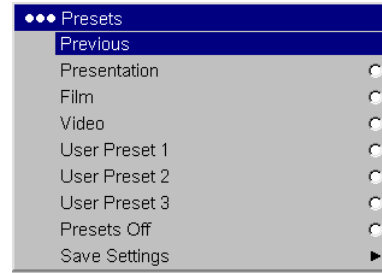 Presets
Previous
Presentation
Film
Video
User Preset 1
User Preset 2
User Preset 3
Presets Off
Save Settings